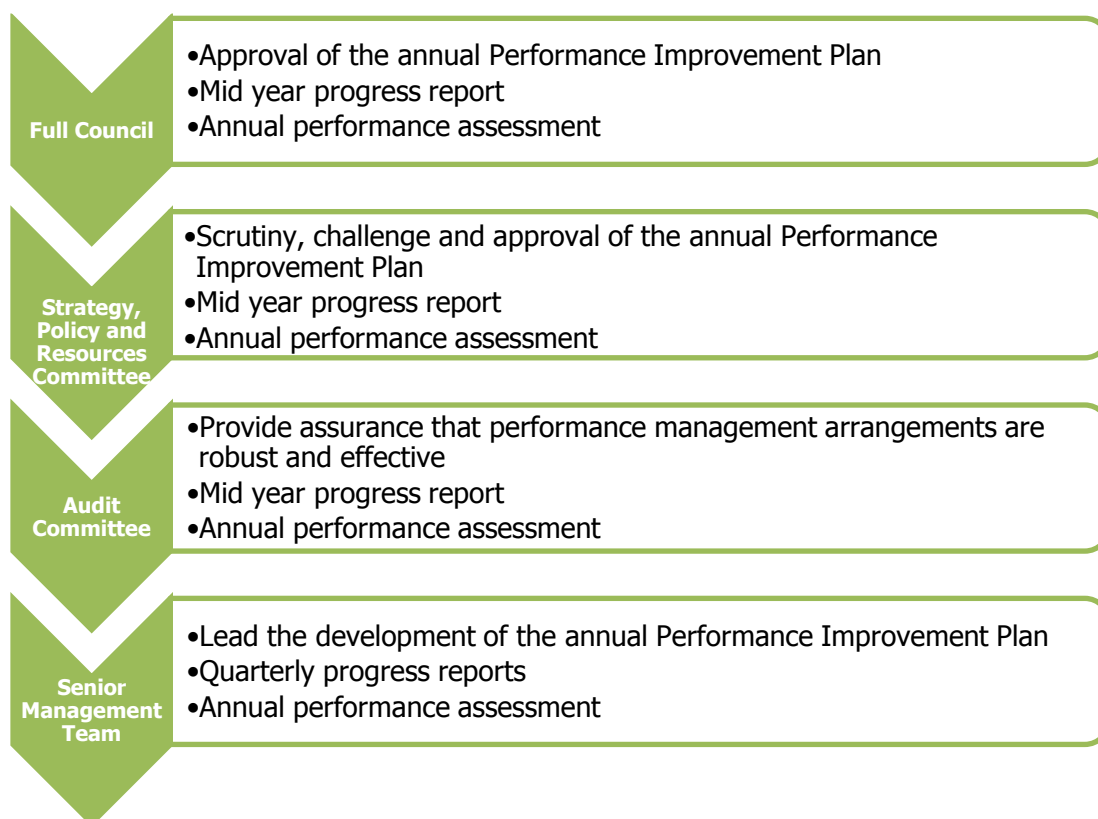 Full Council
•Approval of the annual Performance Improvement Plan
•Mid year progress report
•Annual performance assessment
Strategy,
Policy and
Resources
Committee
•Scrutiny, challenge and approval of the annual Performance
Improvement Plan
•Mid year progress report
•Annual performance assessment
Audit
Committee
•Provide assurance that performance management arrangements are
robust and effective
•Mid year progress report
•Annual performance assessment
Senior
Management
Team
•Lead the development of the annual Performance Improvement Plan
•Quarterly progress reports
•Annual performance assessment